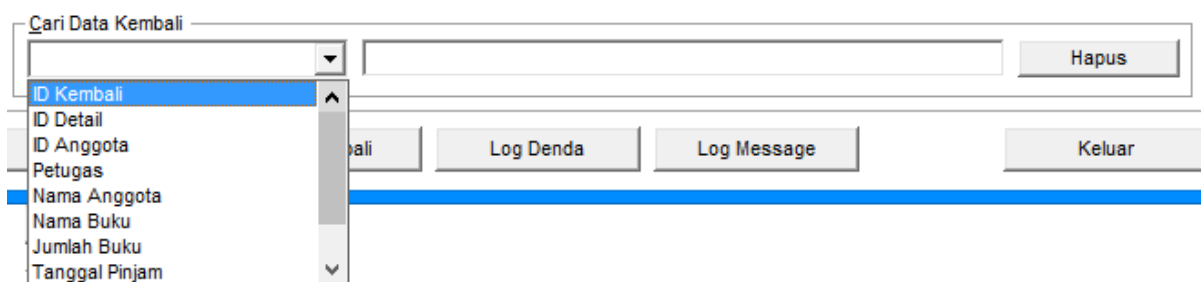 Cari Data Kembali
Hapus
ID Kembali
ID Detail
ID Anggota
Petugas
Nama Anggota
Nama Buku
Jumlah Buku
Tanggal Pinjam
Log Denda
Log Message
Keluar